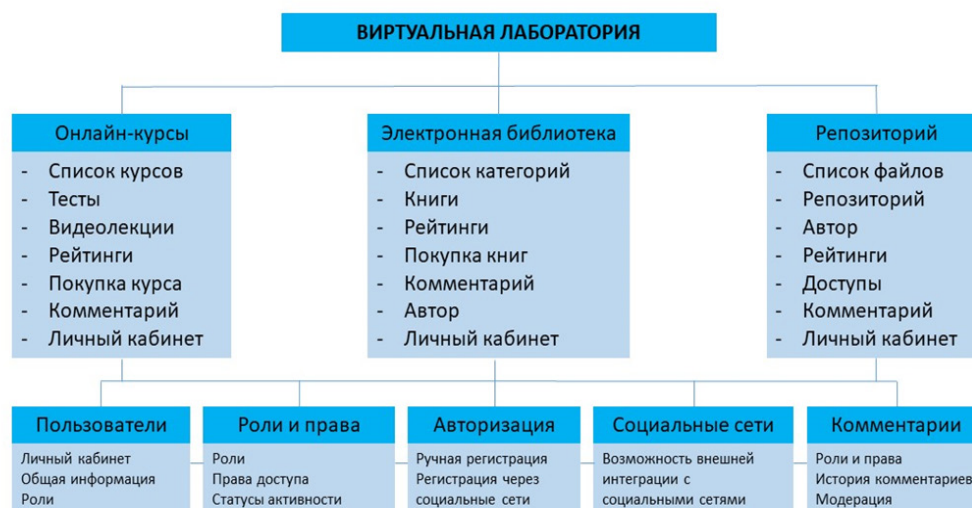 ВИРТУАЛЬНАЯ ЛАБОРАТОРИЯ
Онлайн-курсы
- Список курсов
- Тесты
- Видеолекции
- Рейтинги
- Покупка курса
- Комментарий
- Личный кабинет
Электронная библиотека
- Список категорий
- Книги
- Рейтинги
- Покупка книг
- Комментарий
- Автор
- Личный кабинет
Репозиторий
- Список файлов
- Репозиторий
- Автор
- Рейтинги
- Доступы
- Комментарий
- Личный кабинет
Пользователи
Личный кабинет
Общая информация
Роли
Роли и права
Роли
Права доступа
Статусы активности
Авторизация
Ручная регистрация
Регистрация через
социальные сети
Социальные сети
Возможность внешней
интеграции с
социальными сетями
Комментарии
Роли и права
История комментариев
Модерация